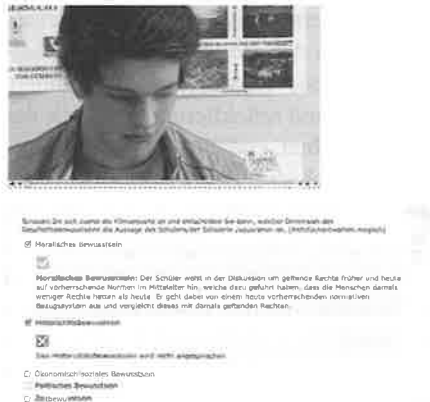 Schauen Sie sich zuerst die Filmsequenz an und entscheiden Sie dann, welcher Dimension des
Geschichtsbewusstseins die Aussage des Schülers/der Schülerin zuzuordnen ist. (Mehrfachantworten möglich)
Moralisches Bewusstsein
Moralisches Bewusstsein: Der Schüler weist in der Diskussion um geltende Rechte früher und heute
auf vorherrschende Normen im Mittelalter hin, welche dazu geführt haben, dass die Menschen damals
weniger Rechte hatten als heute. Er geht dabei von einem heute vorherrschenden normativen
Bezugssystem aus und vergleicht dieses mit damals geltenden Rechten.
Historizitätsbewusstsein
Das Historizitätsbewusstsein wird nicht angesprochen
Ökonomisch/soziales Bewusstsein
Politisches Bewusstsein
Zeitbewusstsein